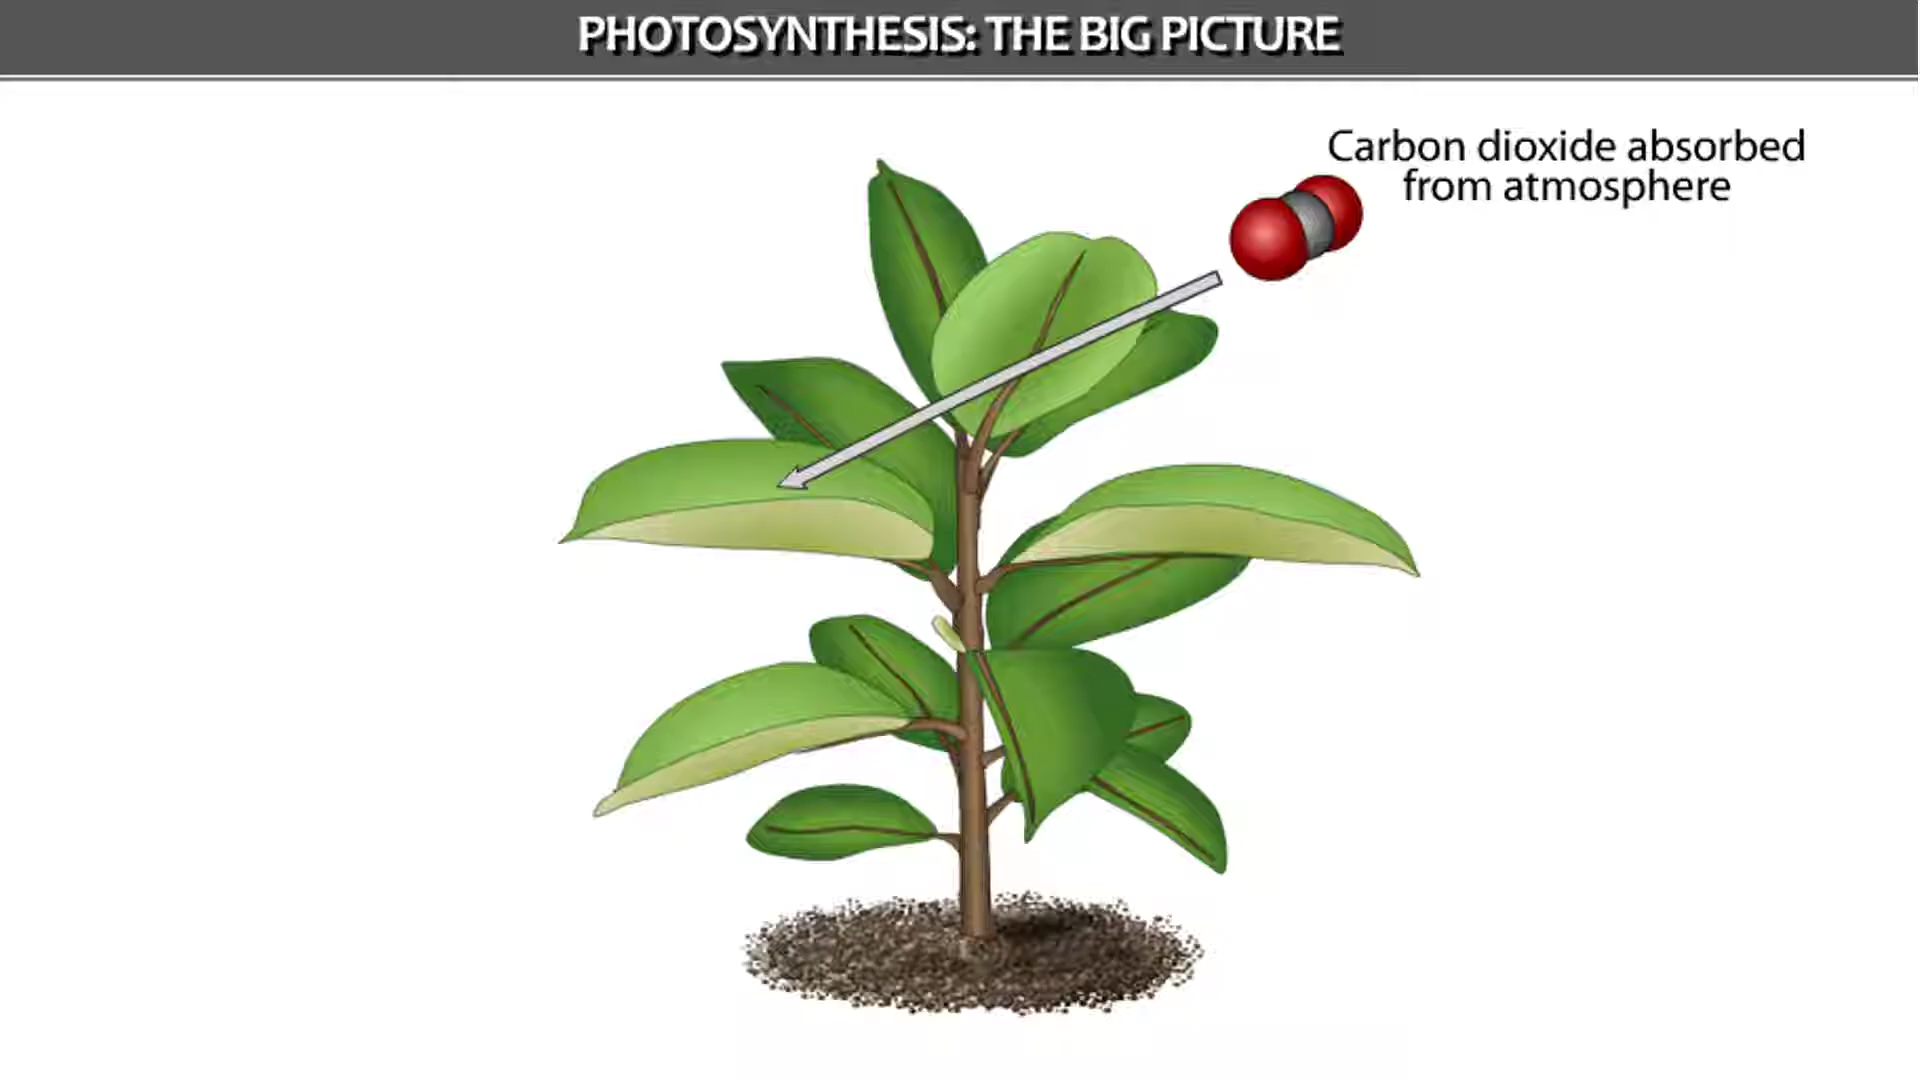 PHOTOSYNTHESIS: THE BIG PICTURE
Carbon dioxide absorbed
from atmosphere